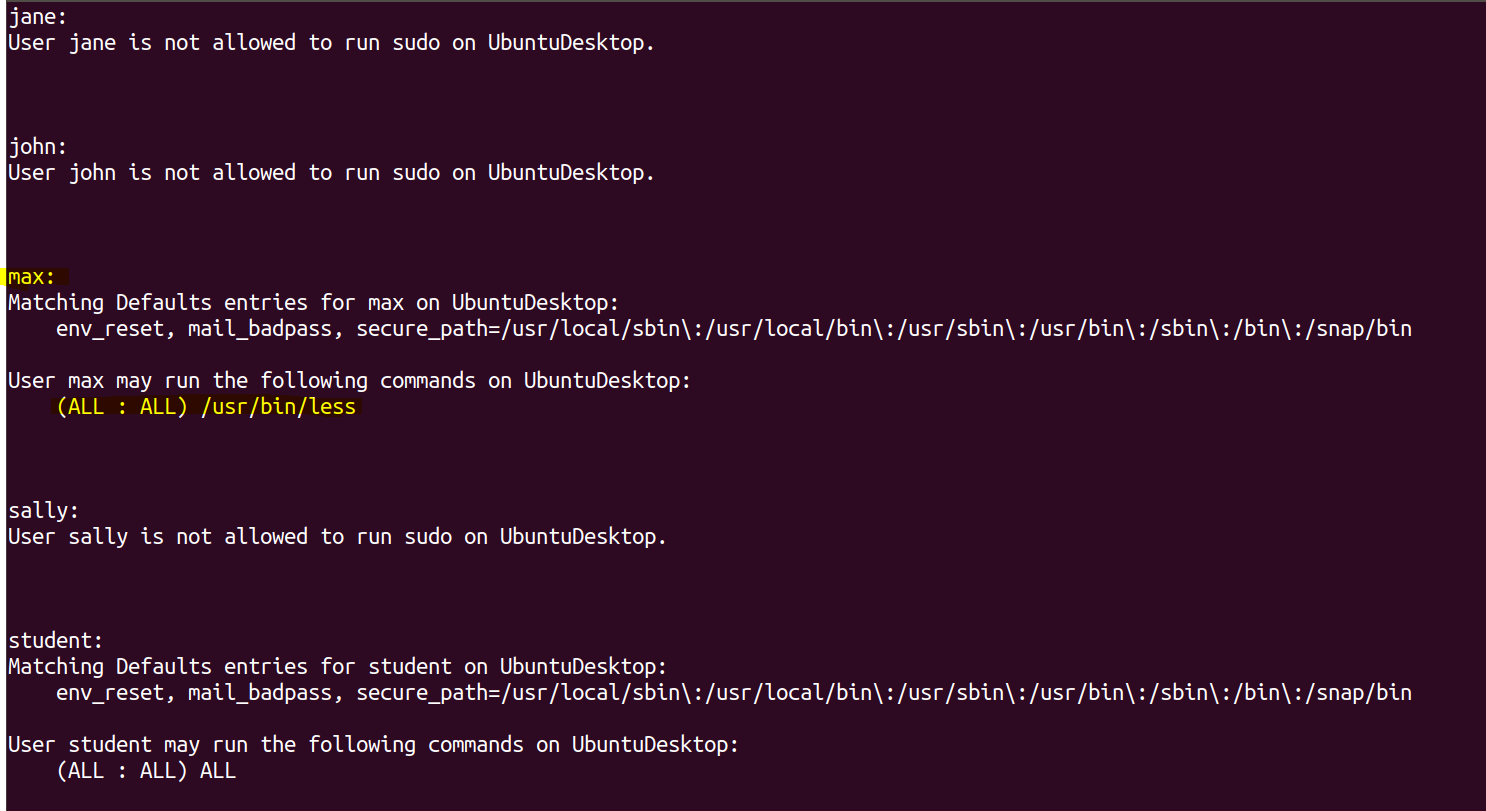 jane:
User jane is not allowed to run sudo on UbuntuDesktop.
john:
User john is not allowed to run sudo on UbuntuDesktop.
max:
Matching Defaults entries for max on UbuntuDesktop:
    env_reset, mail_badpass, secure_path=/usr/local/sbin\:/usr/local/bin\:/usr/sbin\:/usr/bin\:/sbin\:/bin\:/snap/bin
User max may run the following commands on UbuntuDesktop:
    (ALL : ALL) /usr/bin/less
sally:
User sally is not allowed to run sudo on UbuntuDesktop.
student:
Matching Defaults entries for student on UbuntuDesktop:
    env_reset, mail_badpass, secure_path=/usr/local/sbin\:/usr/local/bin\:/usr/sbin\:/usr/bin\:/sbin\:/bin\:/snap/bin
User student may run the following commands on UbuntuDesktop:
    (ALL : ALL) ALL